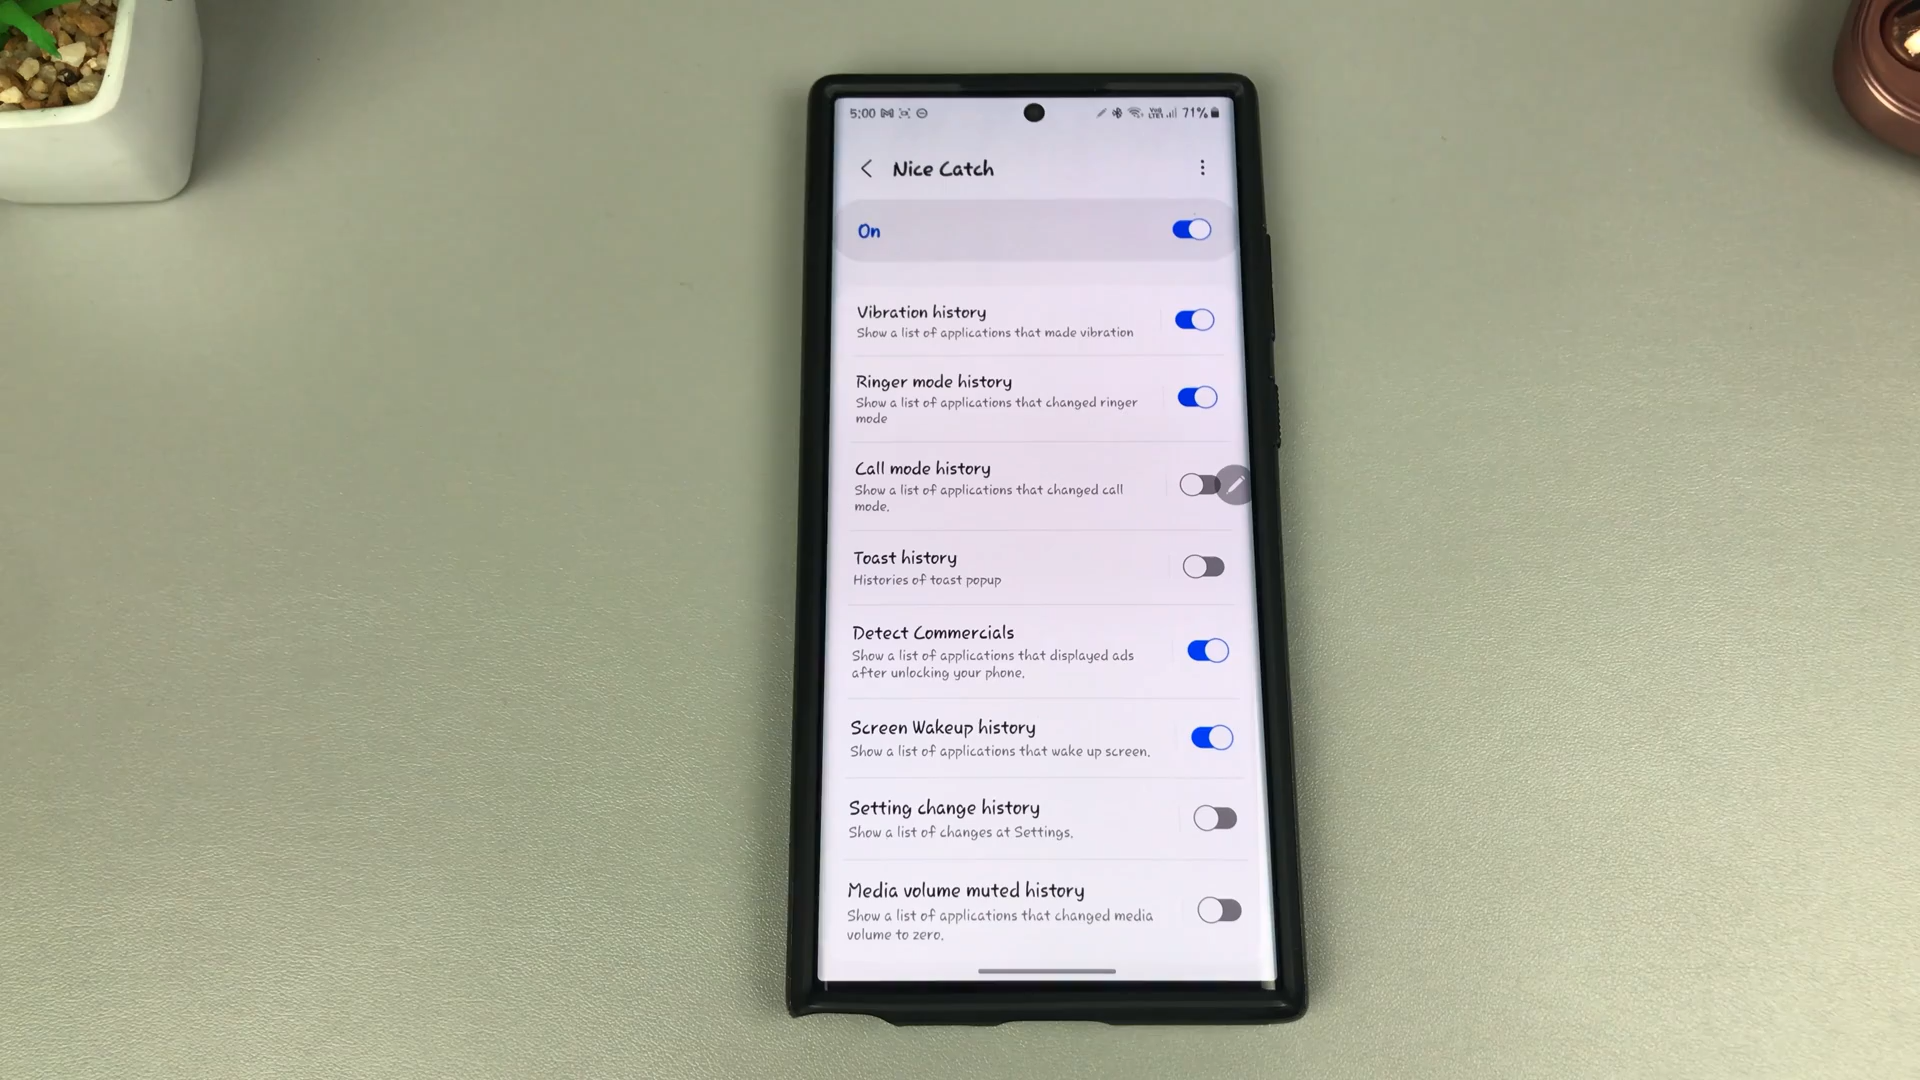 5:00
71%
Nice Catch
On
Vibration history
Show a list of applications that made vibration
Ringer mode history
Show a list of applications that changed ringer
mode
Call mode history
Show a list of applications that changed call
mode.
Toast history
Histories of toast popup
Detect Commercials
Show a list of applications that displayed ads
after unlocking your phone.
Screen Wakeup history
Show a list of applications that wake up screen.
Setting change history
Show a list of changes at Settings.
Media volume muted history
Show a list of applications that changed media
volume to zero.